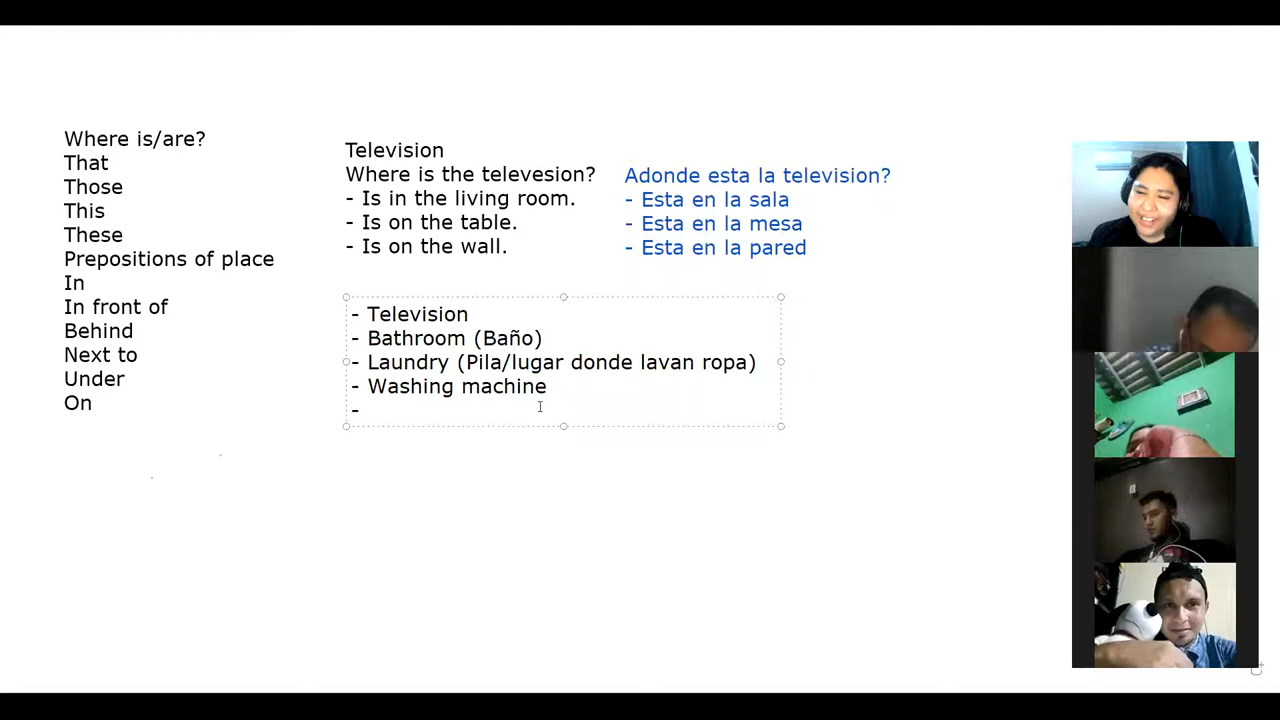 Where is/are?
That
Those
This
These
Prepositions of place
In
In front of
Behind
Next to
Under
On
Television
Where is the televesion?
- Is in the living room.
- Is on the table.
- Is on the wall.
Adonde esta la television?
- Esta en la sala
- Esta en la mesa
- Esta en la pared
- Television
- Bathroom (Baño)
- Laundry (Pila/lugar donde lavan ropa)
- Washing machine
-